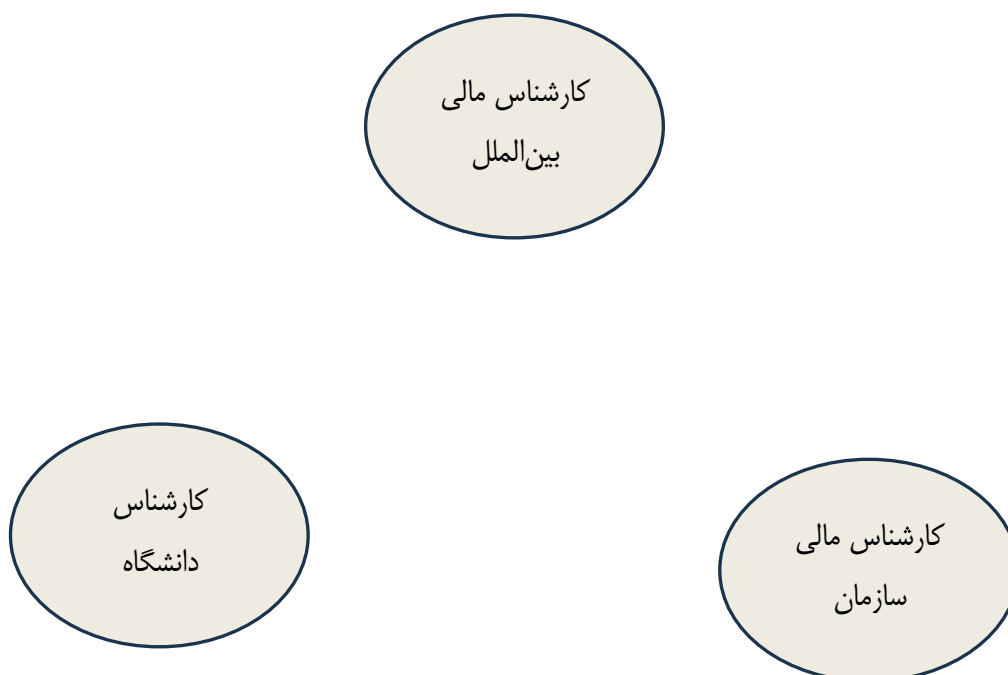 کارشناس مالی
بین‌الملل
کارشناس
دانشگاه
کارشناس مالی
سازمان